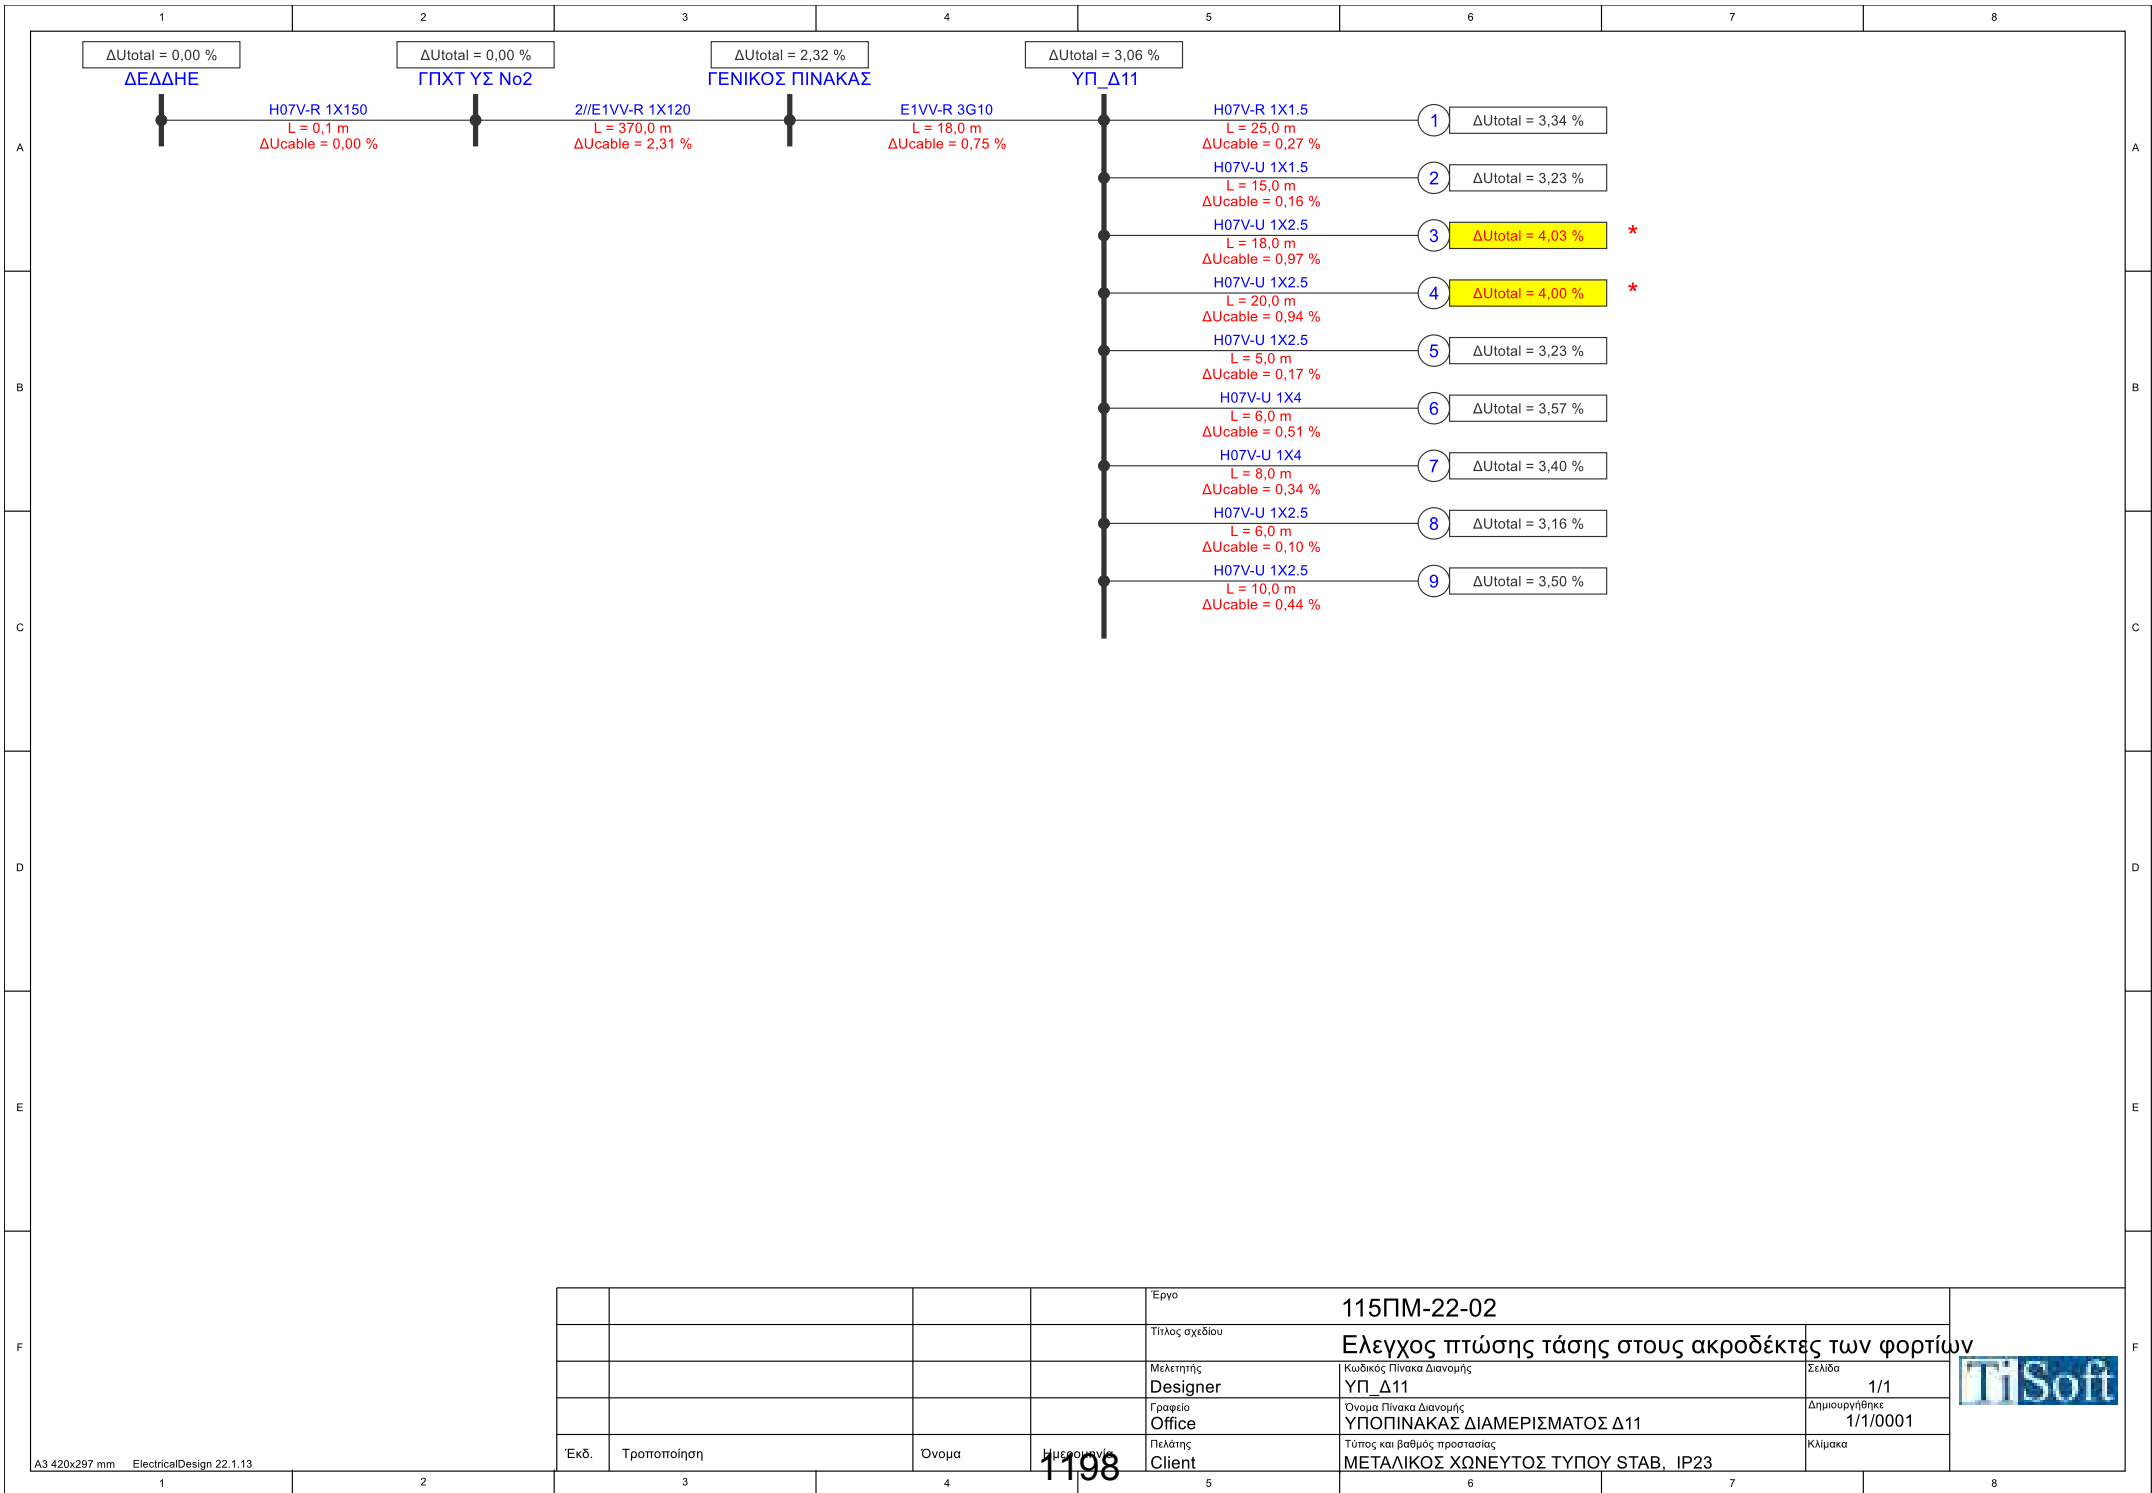 1 2 3 4 5 6 7 8
ΔUtotal = 0,00 % ΔUtotal = 0,00 % ΔUtotal = 2,32 % ΔUtotal = 3,06 %
ΔΕΔΔΗΕ ΓΠΧΤ ΥΣ Νο2 ΓΕΝΙΚΟΣ ΠΙΝΑΚΑΣ ΥΠ_Δ11
H07V-R 1X150 2//E1VV-R 1X120 E1VV-R 3G10 H07V-R 1X1.5
1 ΔUtotal = 3,34 %
L = 0,1 m L = 370,0 m L = 18,0 m L = 25,0 m
ΔUcable = 0,00 % ΔUcable = 2,31 % ΔUcable = 0,75 % ΔUcable = 0,27 %
A A
H07V-U 1X1.5
2 ΔUtotal = 3,23 %
L = 15,0 m
ΔUcable = 0,16 %
H07V-U 1X2.5
3 ΔUtotal = 4,03 % *
L = 18,0 m
ΔUcable = 0,97 %
H07V-U 1X2.5
4 ΔUtotal = 4,00 % *
L = 20,0 m
ΔUcable = 0,94 %
H07V-U 1X2.5
5 ΔUtotal = 3,23 %
L = 5,0 m
ΔUcable = 0,17 %
B B
H07V-U 1X4
6 ΔUtotal = 3,57 %
L = 6,0 m
ΔUcable = 0,51 %
H07V-U 1X4
7 ΔUtotal = 3,40 %
L = 8,0 m
ΔUcable = 0,34 %
H07V-U 1X2.5
8 ΔUtotal = 3,16 %
L = 6,0 m
ΔUcable = 0,10 %
H07V-U 1X2.5
9 ΔUtotal = 3,50 %
L = 10,0 m
ΔUcable = 0,44 %
C C
D D
E E
F F
Έργο
115ΠΜ-22-02
Τίτλος σχεδίου
Ελεγχος πτώσης τάσης στους ακροδέκτες των φορτίων
Μελετητής Κωδικός Πίνακα Διανομής Σελίδα
Designer ΥΠ_Δ11 1/1
Γραφείο Όνομα Πίνακα Διανομής Δημιουργήθηκε
Office ΥΠΟΠΙΝΑΚΑΣ ΔΙΑΜΕΡΙΣΜΑΤΟΣ Δ11 1/1/0001
Πελάτης Τύπος και βαθμός προστασίας Κλίμακα
Client ΜΕΤΑΛΙΚΟΣ ΧΩΝΕΥΤΟΣ ΤΥΠΟΥ STAB, IP23
Έκδ. Τροποποίηση Όνομα Ημερομηνία
1198
TiSoft
A3 420x297 mm ElectricalDesign 22.1.13
1 2 3 4 5 6 7 8